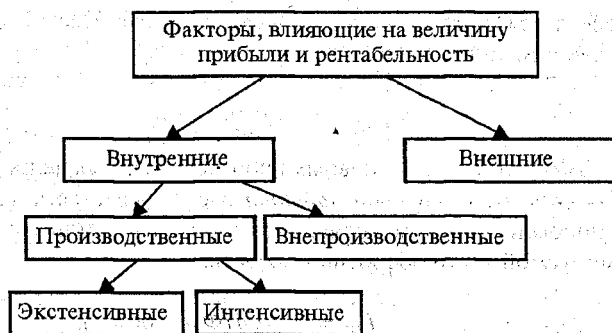 Факторы, влияющие на величину
прибыли и рентабельность
Внутренние
Внешние
Производственные
Внепроизводственные
Экстенсивные
Интенсивные